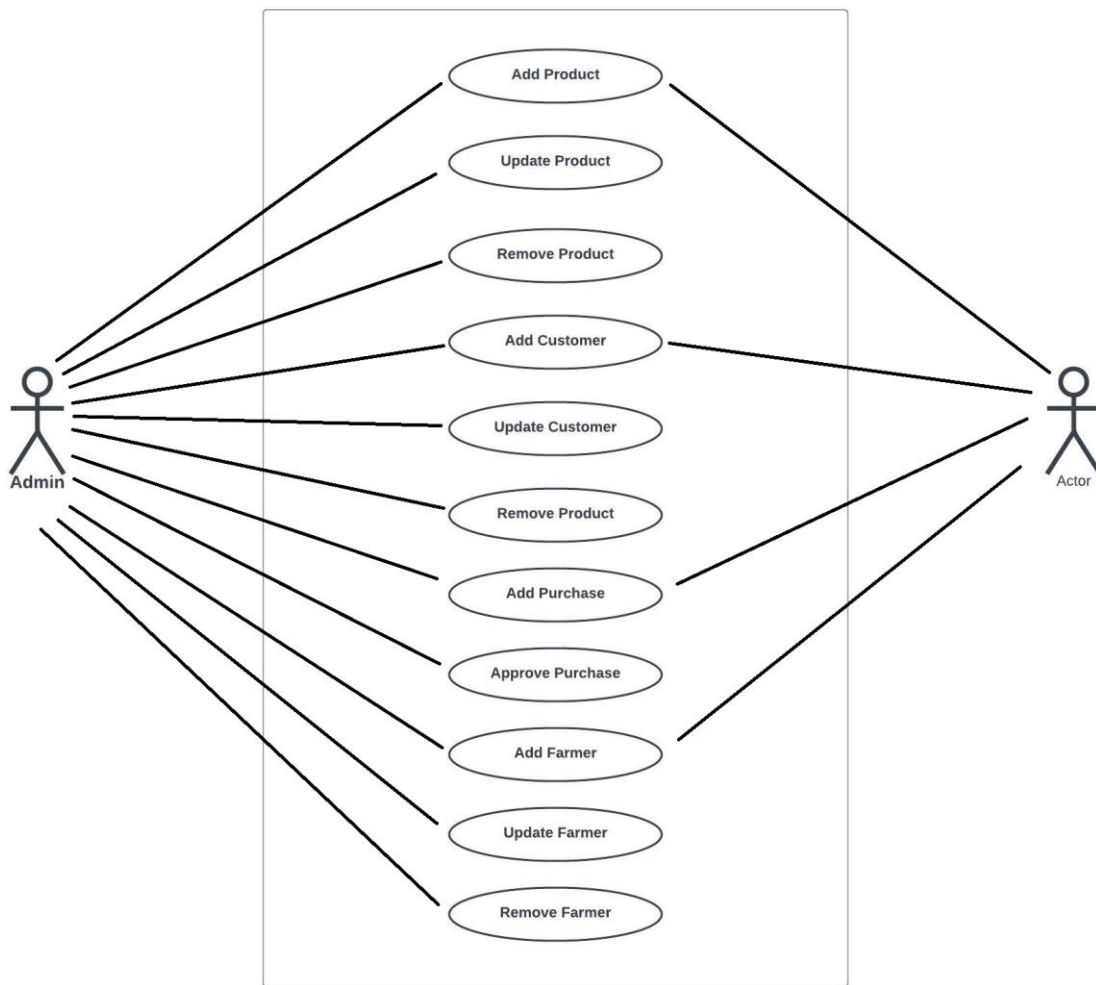 Add Product
Update Product
Remove Product
Add Customer
Update Customer
Remove Product
Add Purchase
Approve Purchase
Add Farmer
Update Farmer
Remove Farmer
Admin
Actor